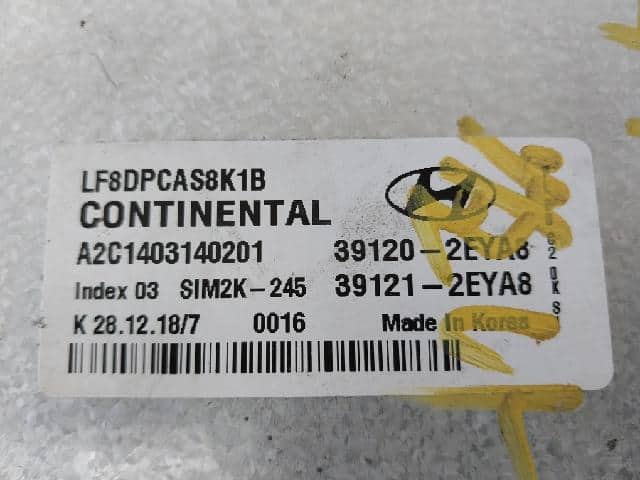 LF8DPCAS8K1B
CONTINENTAL
A2C1403140201 39120-2EYA8
Index 03 SIM2K-245 39121-2EYA8
K 28.12.18/7 0016 Made In Korea